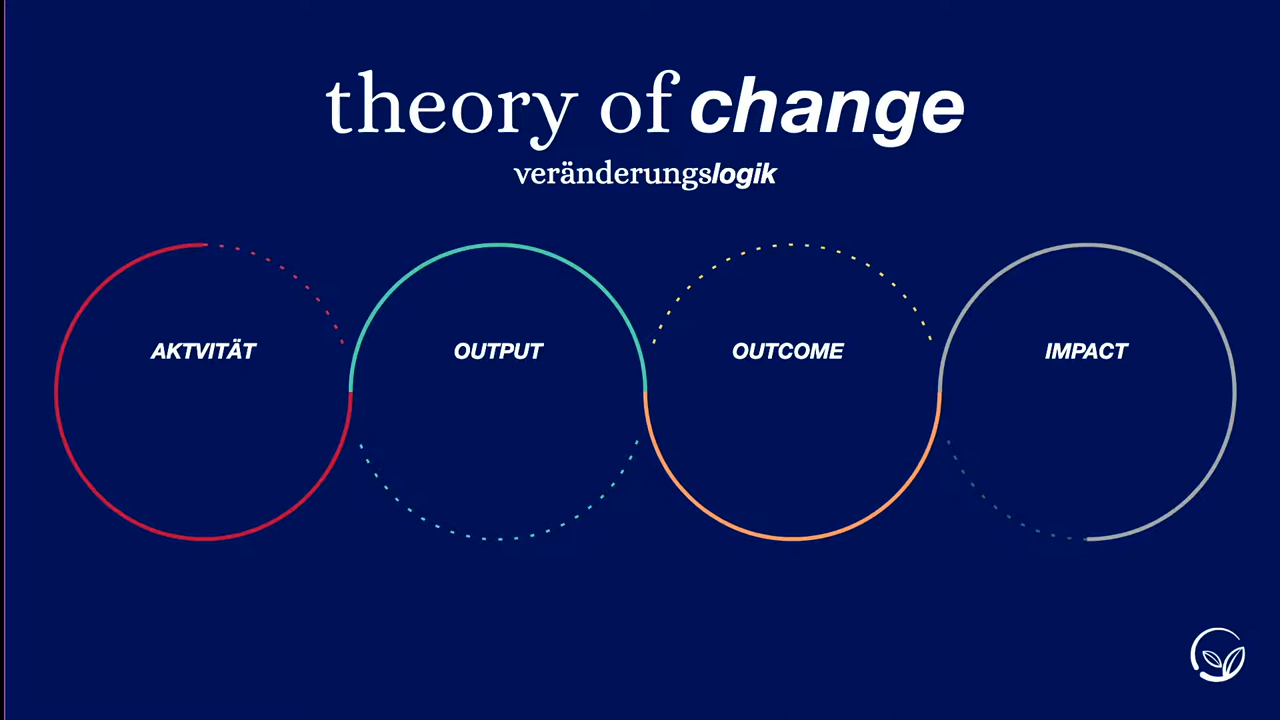 theory of change
veränderungslogik
AKTVITÄT
OUTPUT
OUTCOME
IMPACT